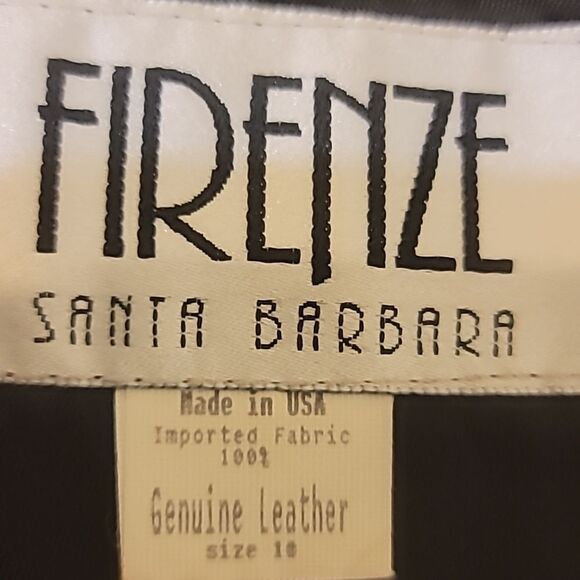 FIRENZE
SANTA BARBARA
Made in USA
Imported Fabric
100%
Genuine Leather
size 10